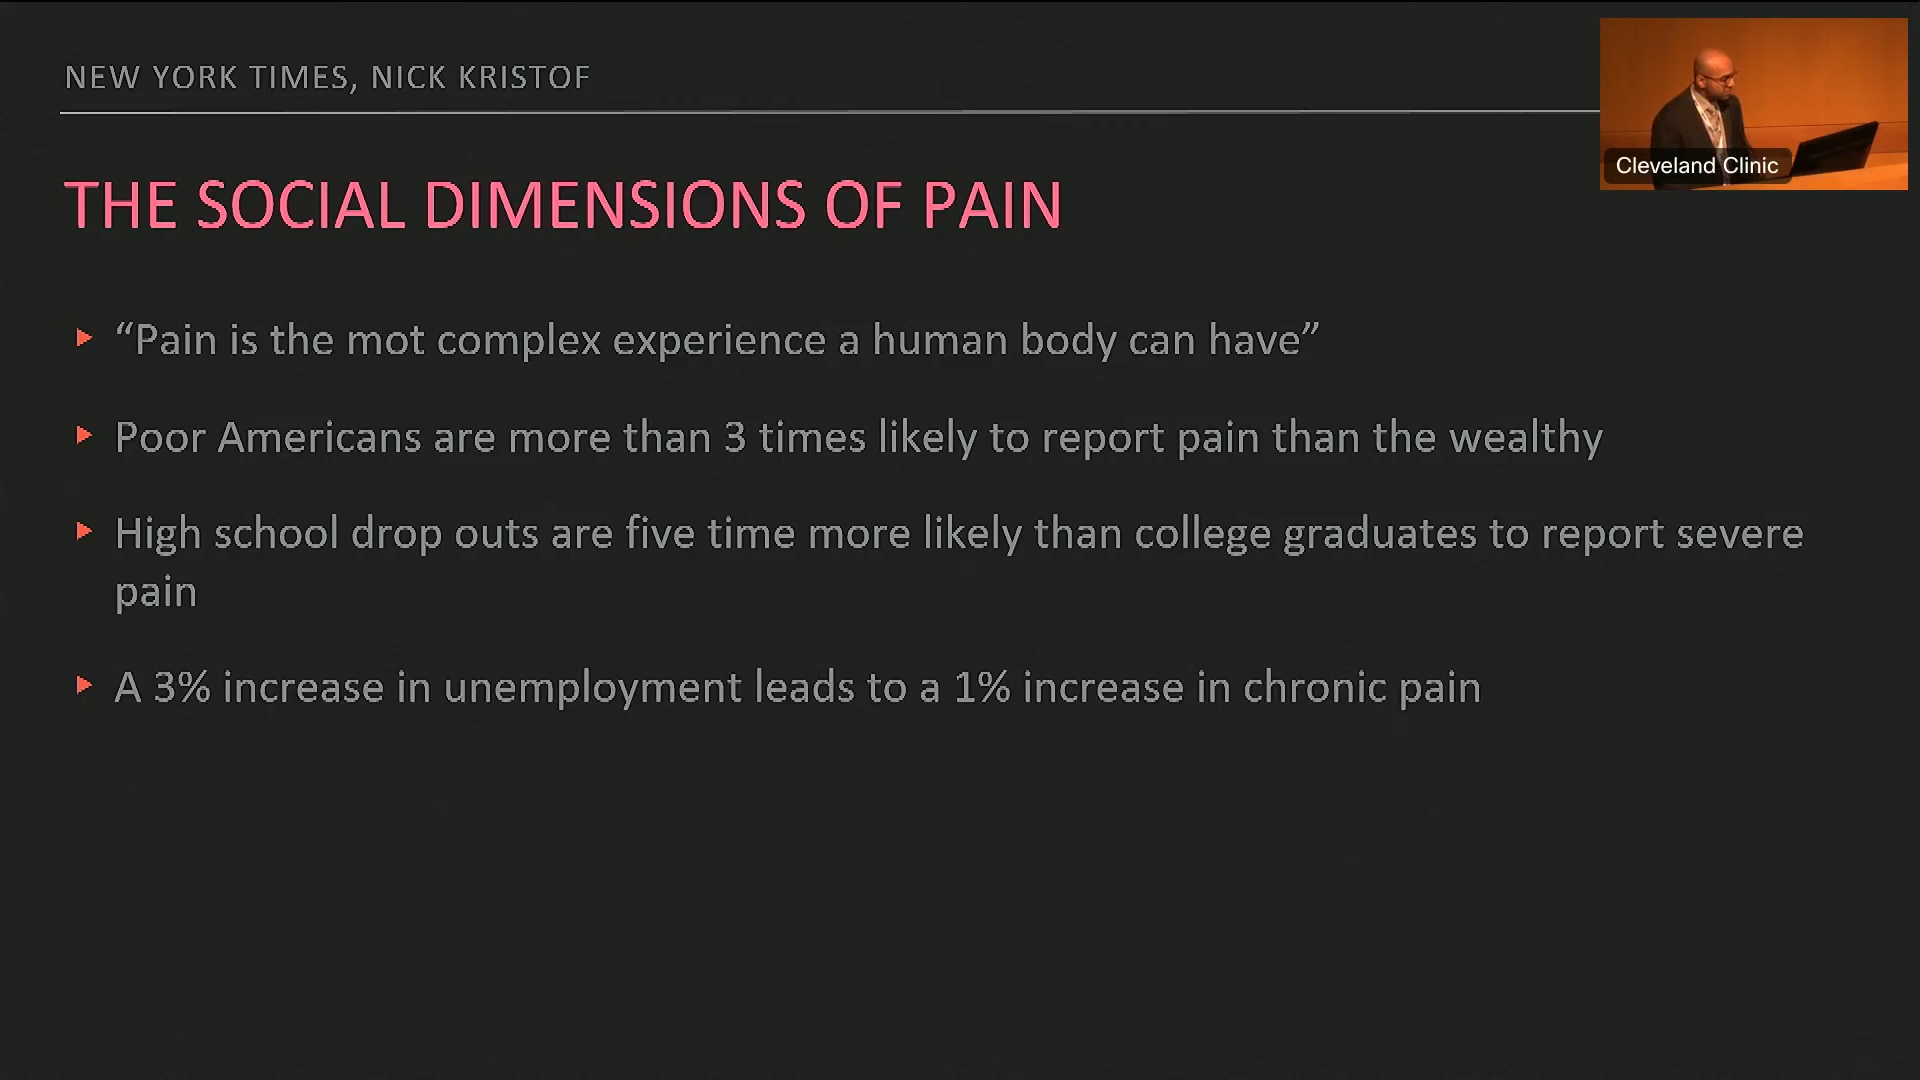 NEW YORK TIMES, NICK KRISTOF
Cleveland Clinic
THE SOCIAL DIMENSIONS OF PAIN
“Pain is the mot complex experience a human body can have”
Poor Americans are more than 3 times likely to report pain than the wealthy
High school drop outs are five time more likely than college graduates to report severe
pain
A 3% increase in unemployment leads to a 1% increase in chronic pain